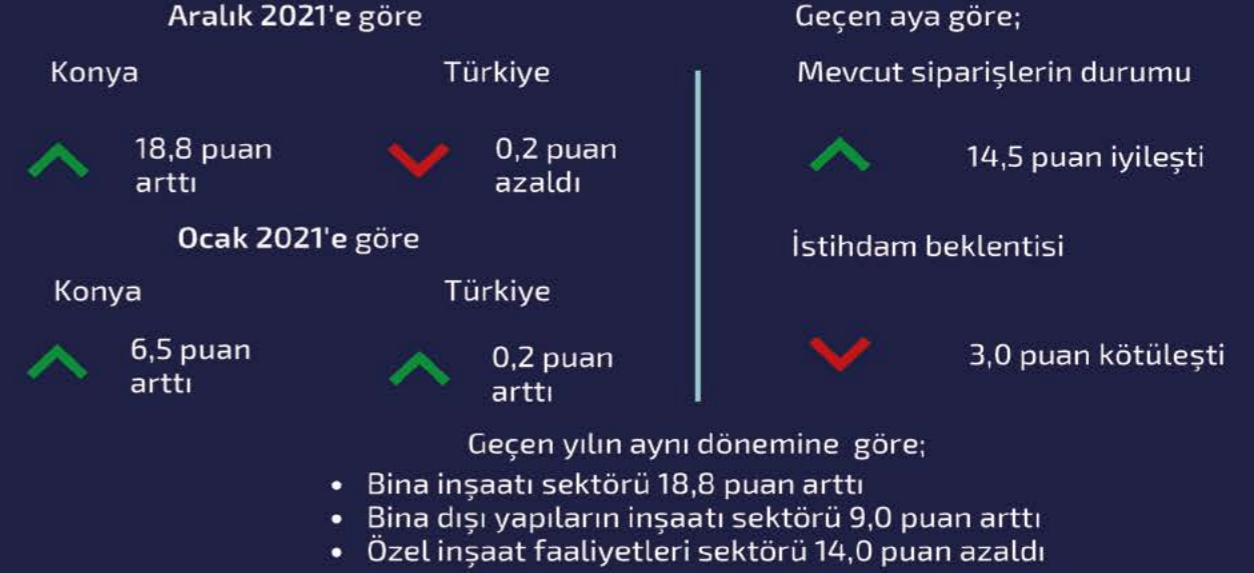 Aralık 2021'e göre
Konya
Türkiye
18,8 puan
arttı
0,2 puan
azaldı
Ocak 2021'e göre
Konya
Türkiye
6,5 puan
arttı
0,2 puan
arttı
Geçen aya göre;
Mevcut siparişlerin durumu
14,5 puan iyileşti
İstihdam beklentisi
3,0 puan kötüleşti
Geçen yılın aynı dönemine göre;
• Bina inşaatı sektörü 18,8 puan arttı
• Bina dışı yapıların inşaatı sektörü 9,0 puan arttı
• Özel inşaat faaliyetleri sektörü 14,0 puan azaldı